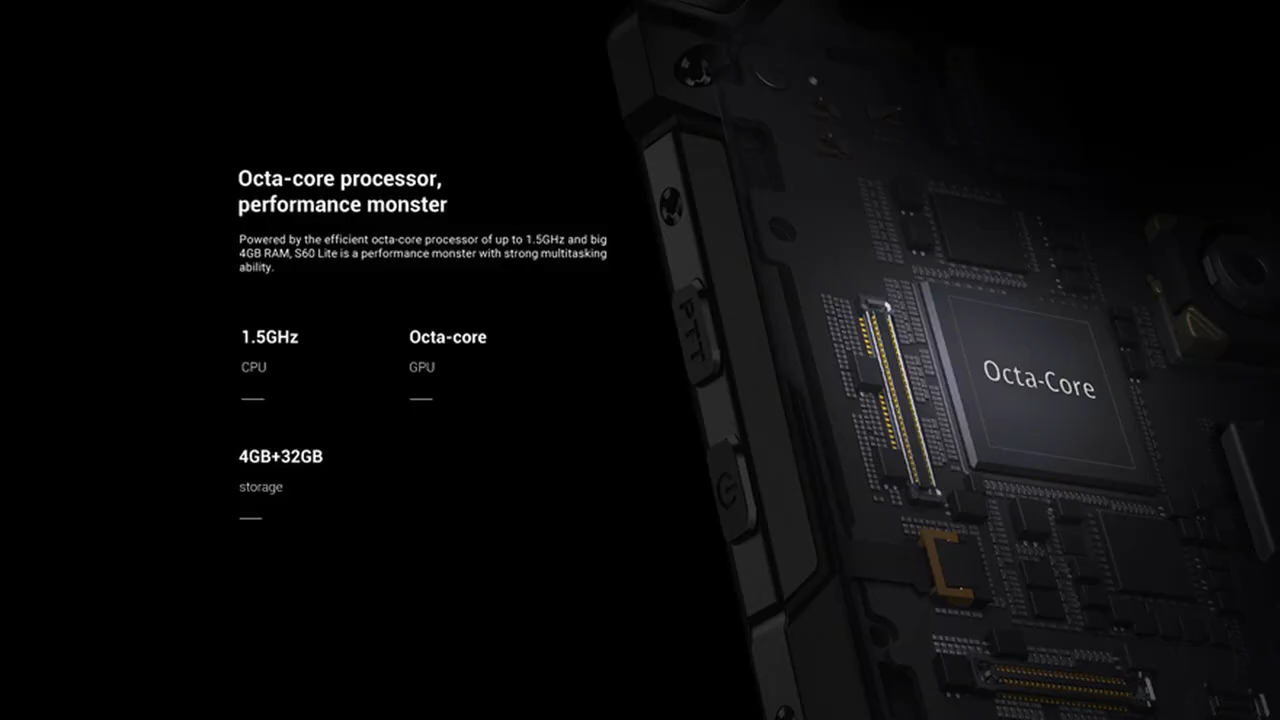 Octa-core processor,
performance monster
Powered by the efficient octa-core processor of up to 1.5GHz and big
4GB RAM, S60 Lite is a performance monster with strong multitasking
ability.
1.5GHz
CPU
Octa-core
GPU
4GB+32GB
storage
PTT
Octa-Core